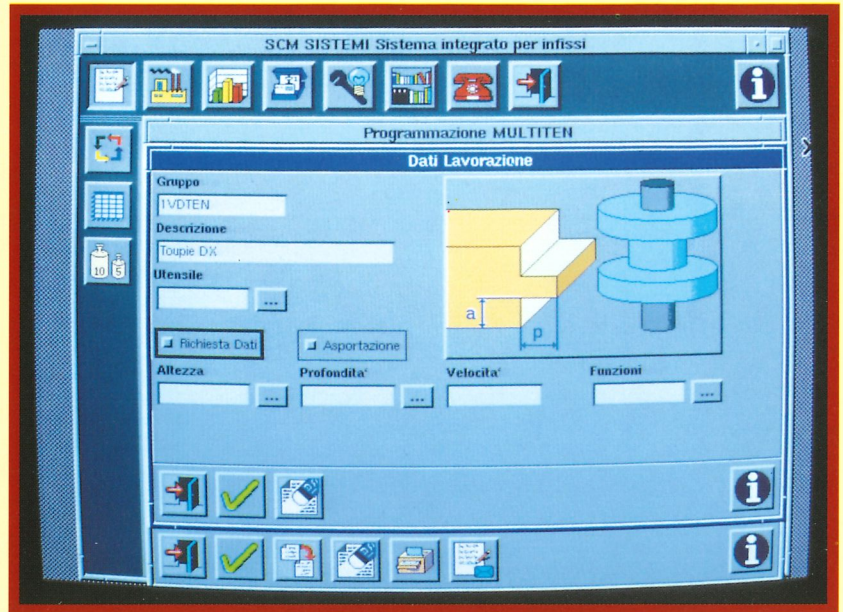 SCM SISTEMI Sistema integrato per infissi
Programmazione MULTITEN
Dati Lavorazione
Gruppo
1VDTEN
Descrizione
Toupie DX
Utensile
...
a
p
Richiesta Dati
Asportazione
Altezza
Profondita'
Velocita'
Funzioni
...
...
...
10
5